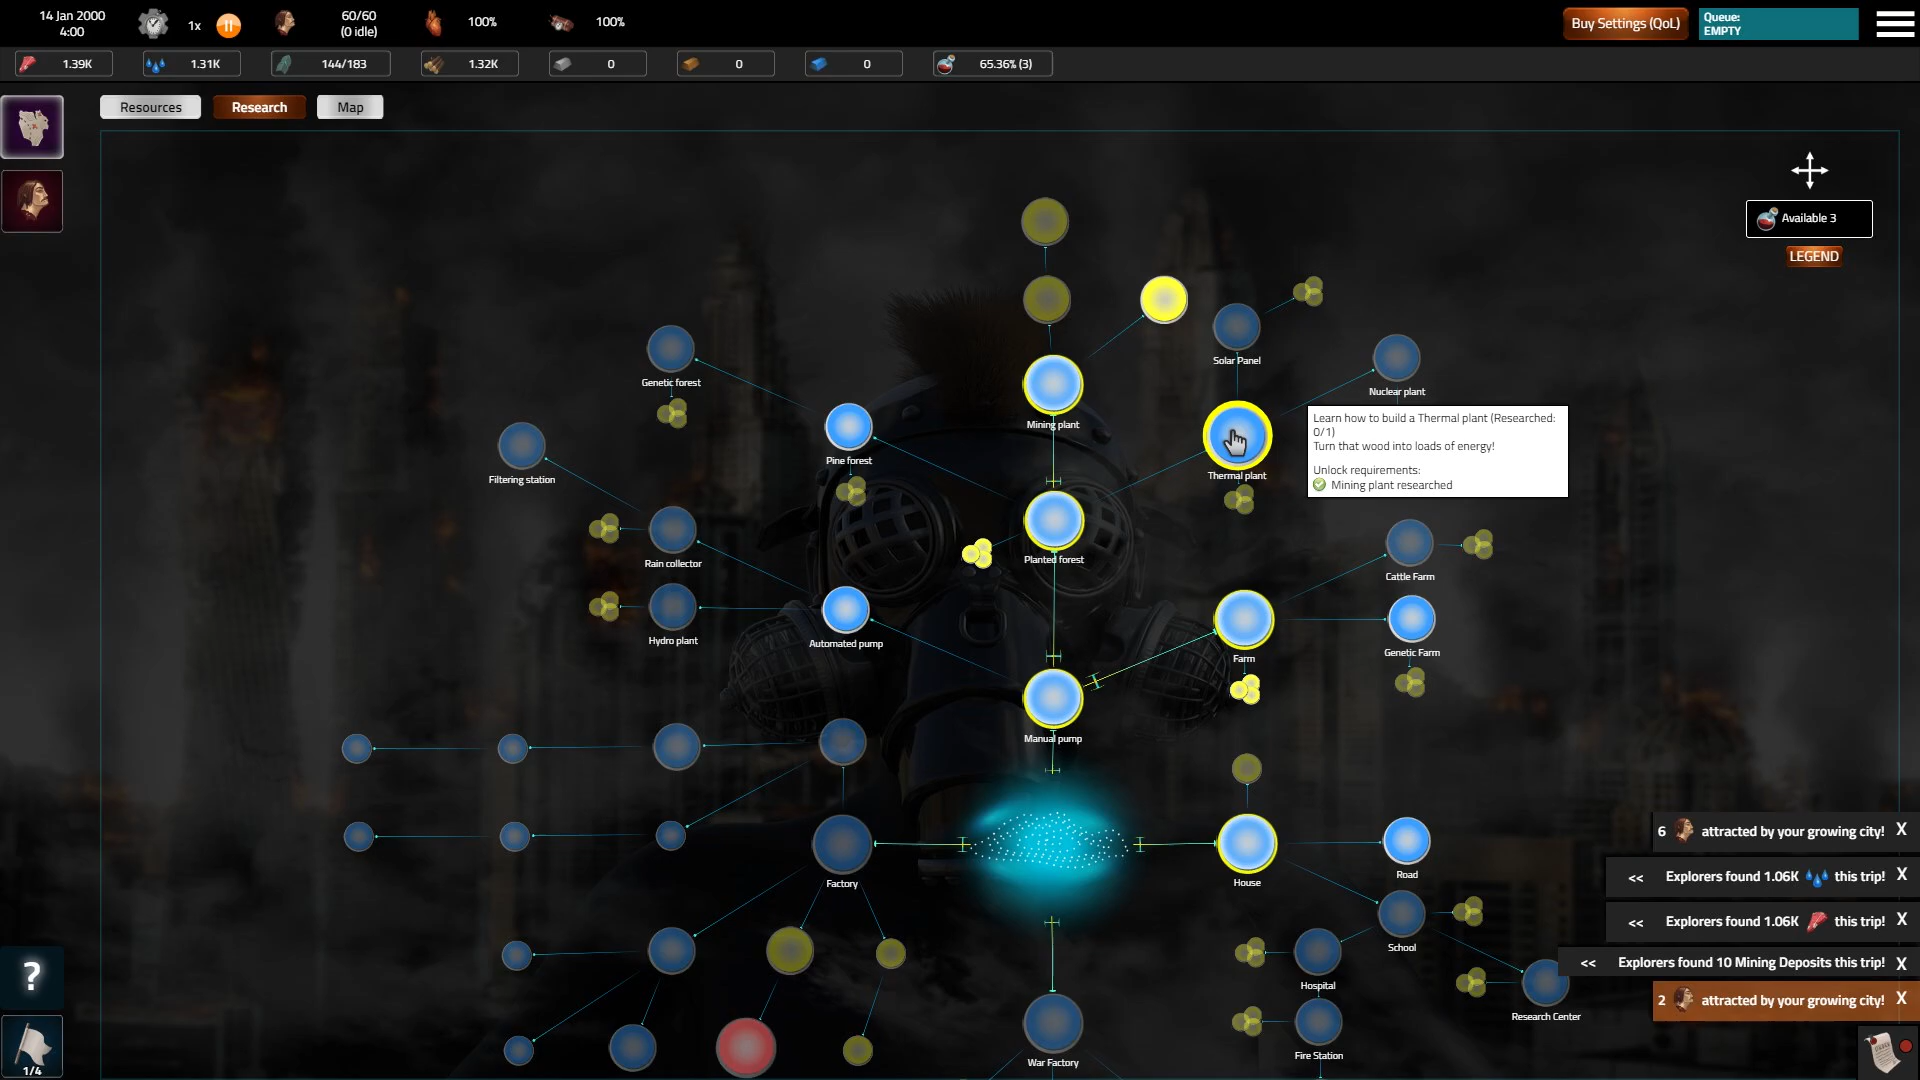 14 Jan 2000
4:00
1x
60/60
(0 idle)
100%
100%
Buy Settings (QoL)
Queue:
EMPTY
1.39K
1.31K
144/183
1.32K
0
0
0
65.36% (3)
Resources
Research
Map
Available 3
LEGEND
Solar Panel
Genetic forest
Nuclear plant
Mining plant
Learn how to build a Thermal plant (Researched:
0/1)
Turn that wood into loads of energy!
Unlock requirements:
Mining plant researched
Pine forest
Filtering station
Thermal plant
Planted forest
Rain collector
Cattle Farm
Hydro plant
Automated pump
Farm
Genetic Farm
Manual pump
Factory
House
Road
School
Hospital
Research Center
Fire Station
War Factory
6 attracted by your growing city! X
<< Explorers found 1.06K this trip! X
<< Explorers found 1.06K this trip! X
<< Explorers found 10 Mining Deposits this trip! X
2 attracted by your growing city! X
?
1/4